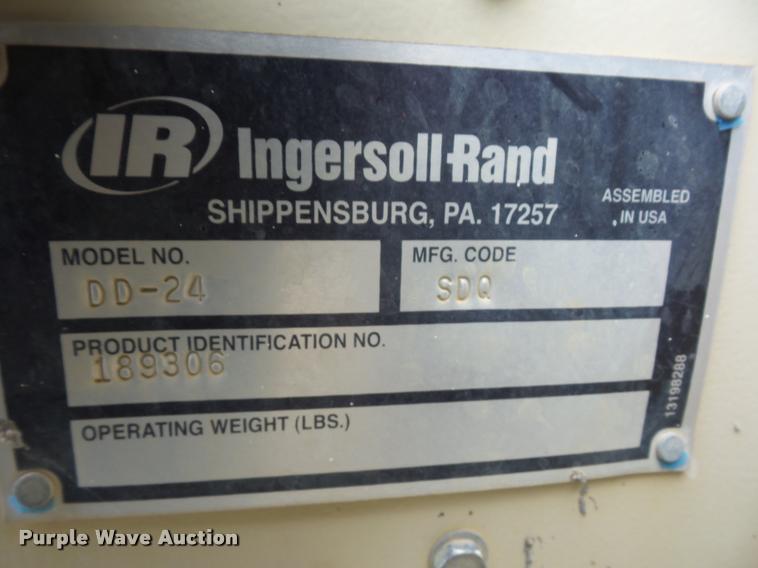 IR Ingersoll-Rand
SHIPPENSBURG, PA. 17257
ASSEMBLED
IN USA
MODEL NO.
DD-24
MFG. CODE
SDQ
PRODUCT IDENTIFICATION NO.
189306
OPERATING WEIGHT (LBS.)
13198288
Purple Wave Auction